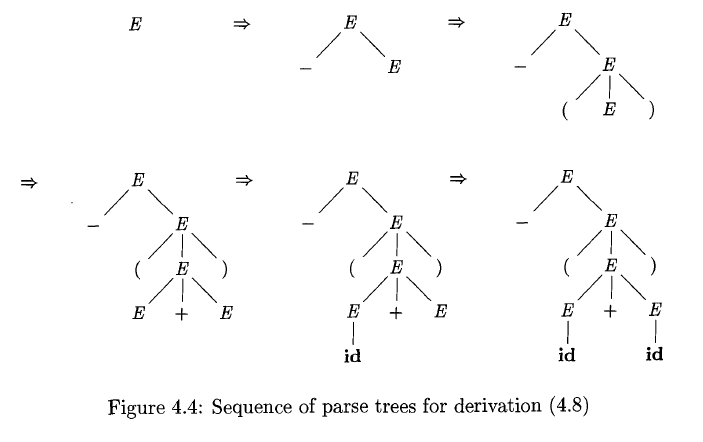 E ⇒ E ⇒ E
− E − E
( E )
⇒ E ⇒ E ⇒ E
− E − E − E
( E ) ( E ) ( E )
E + E E + E E + E
id id id
Figure 4.4: Sequence of parse trees for derivation (4.8)